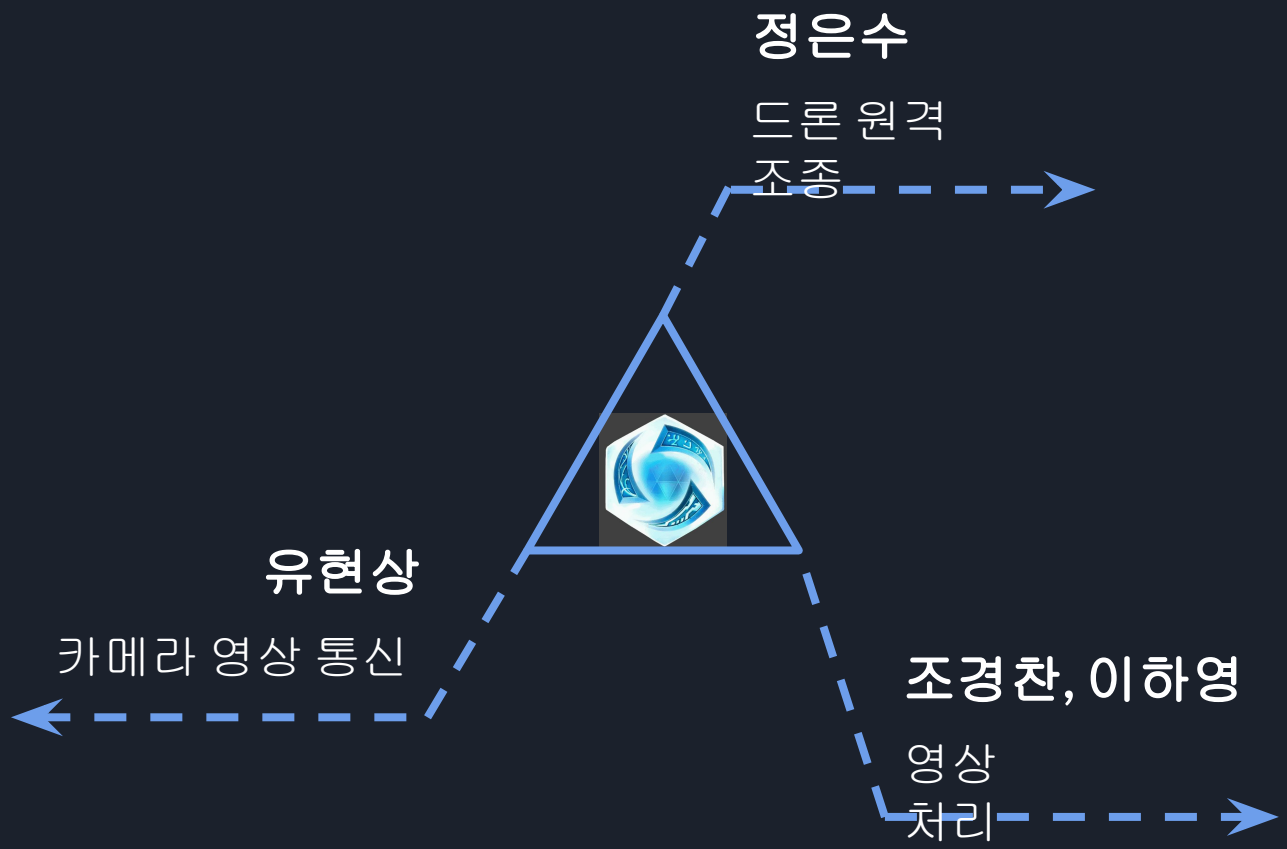 정은수
드론 원격
조종
유현상
카메라 영상 통신
조경찬, 이하영
영상
처리